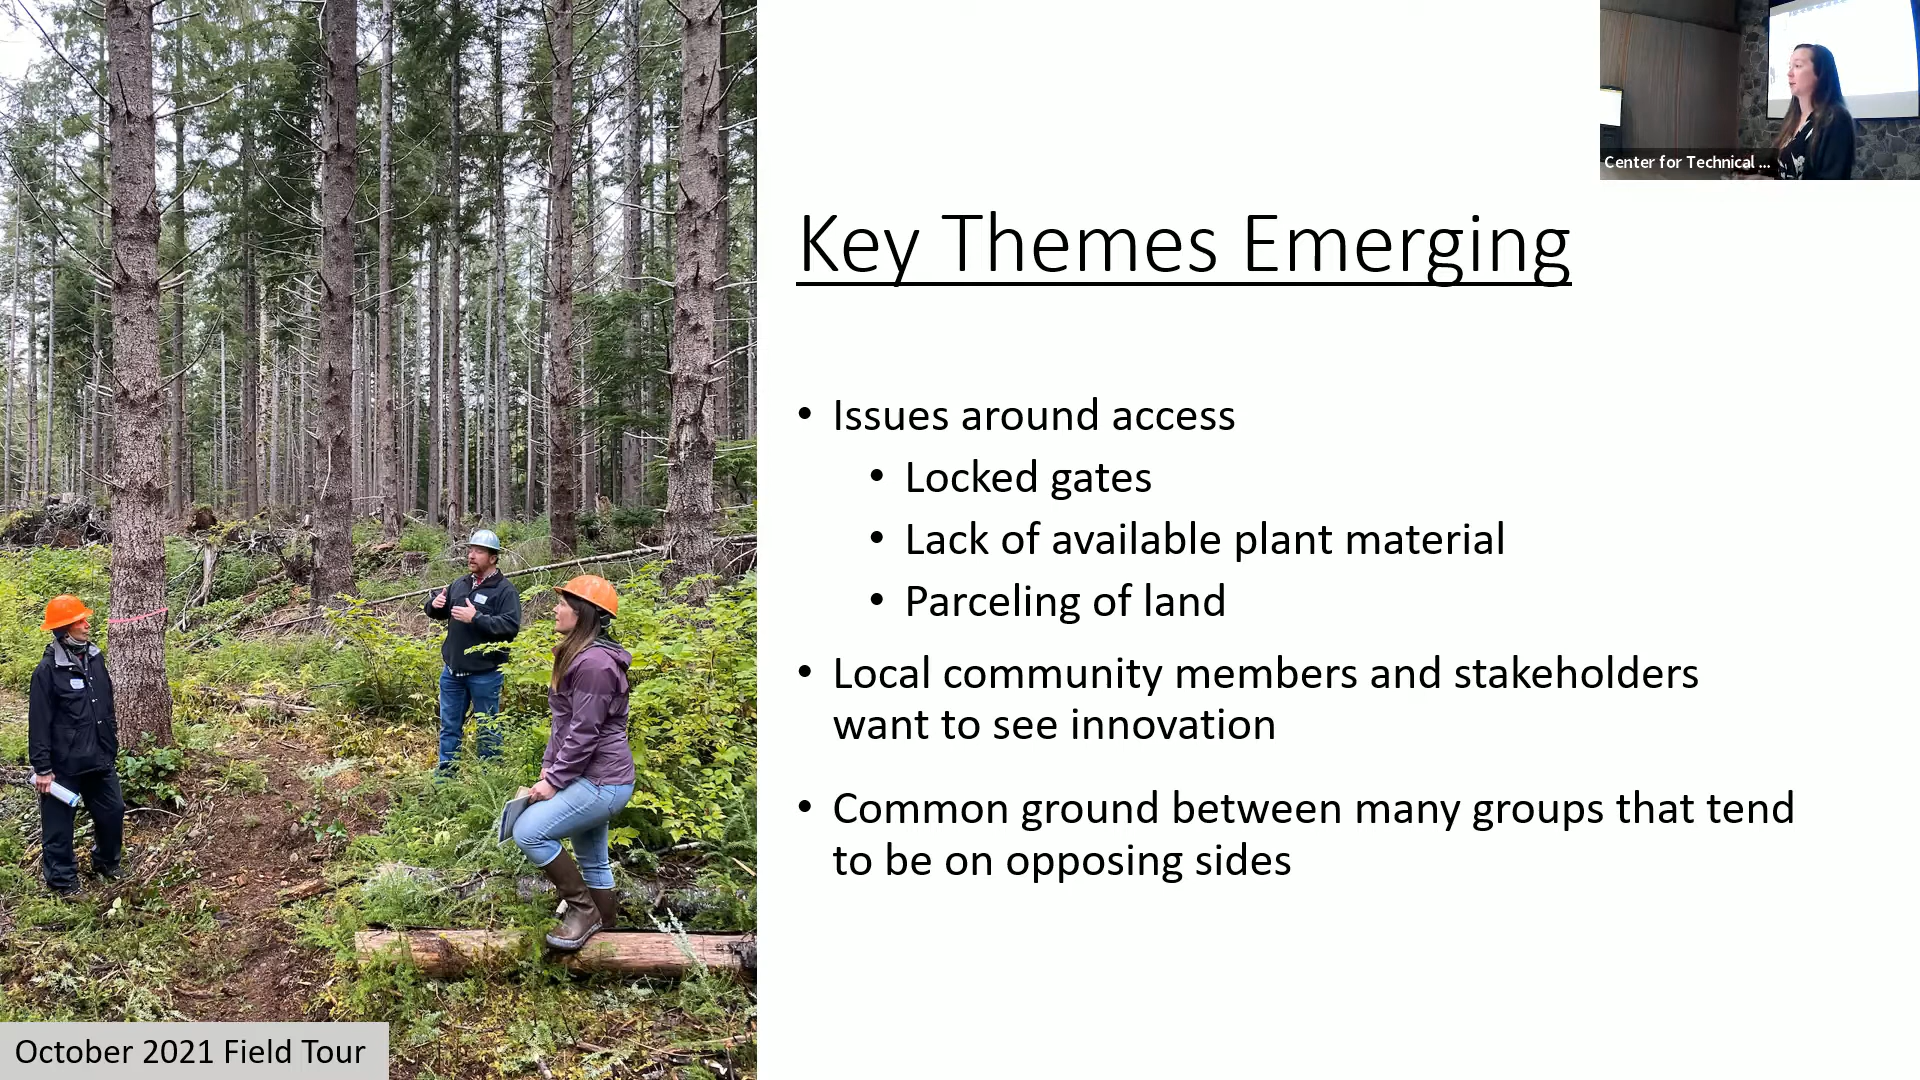 Center for Technical ...
Key Themes Emerging
• Issues around access
• Locked gates
• Lack of available plant material
• Parceling of land
• Local community members and stakeholders
want to see innovation
• Common ground between many groups that tend
to be on opposing sides
October 2021 Field Tour